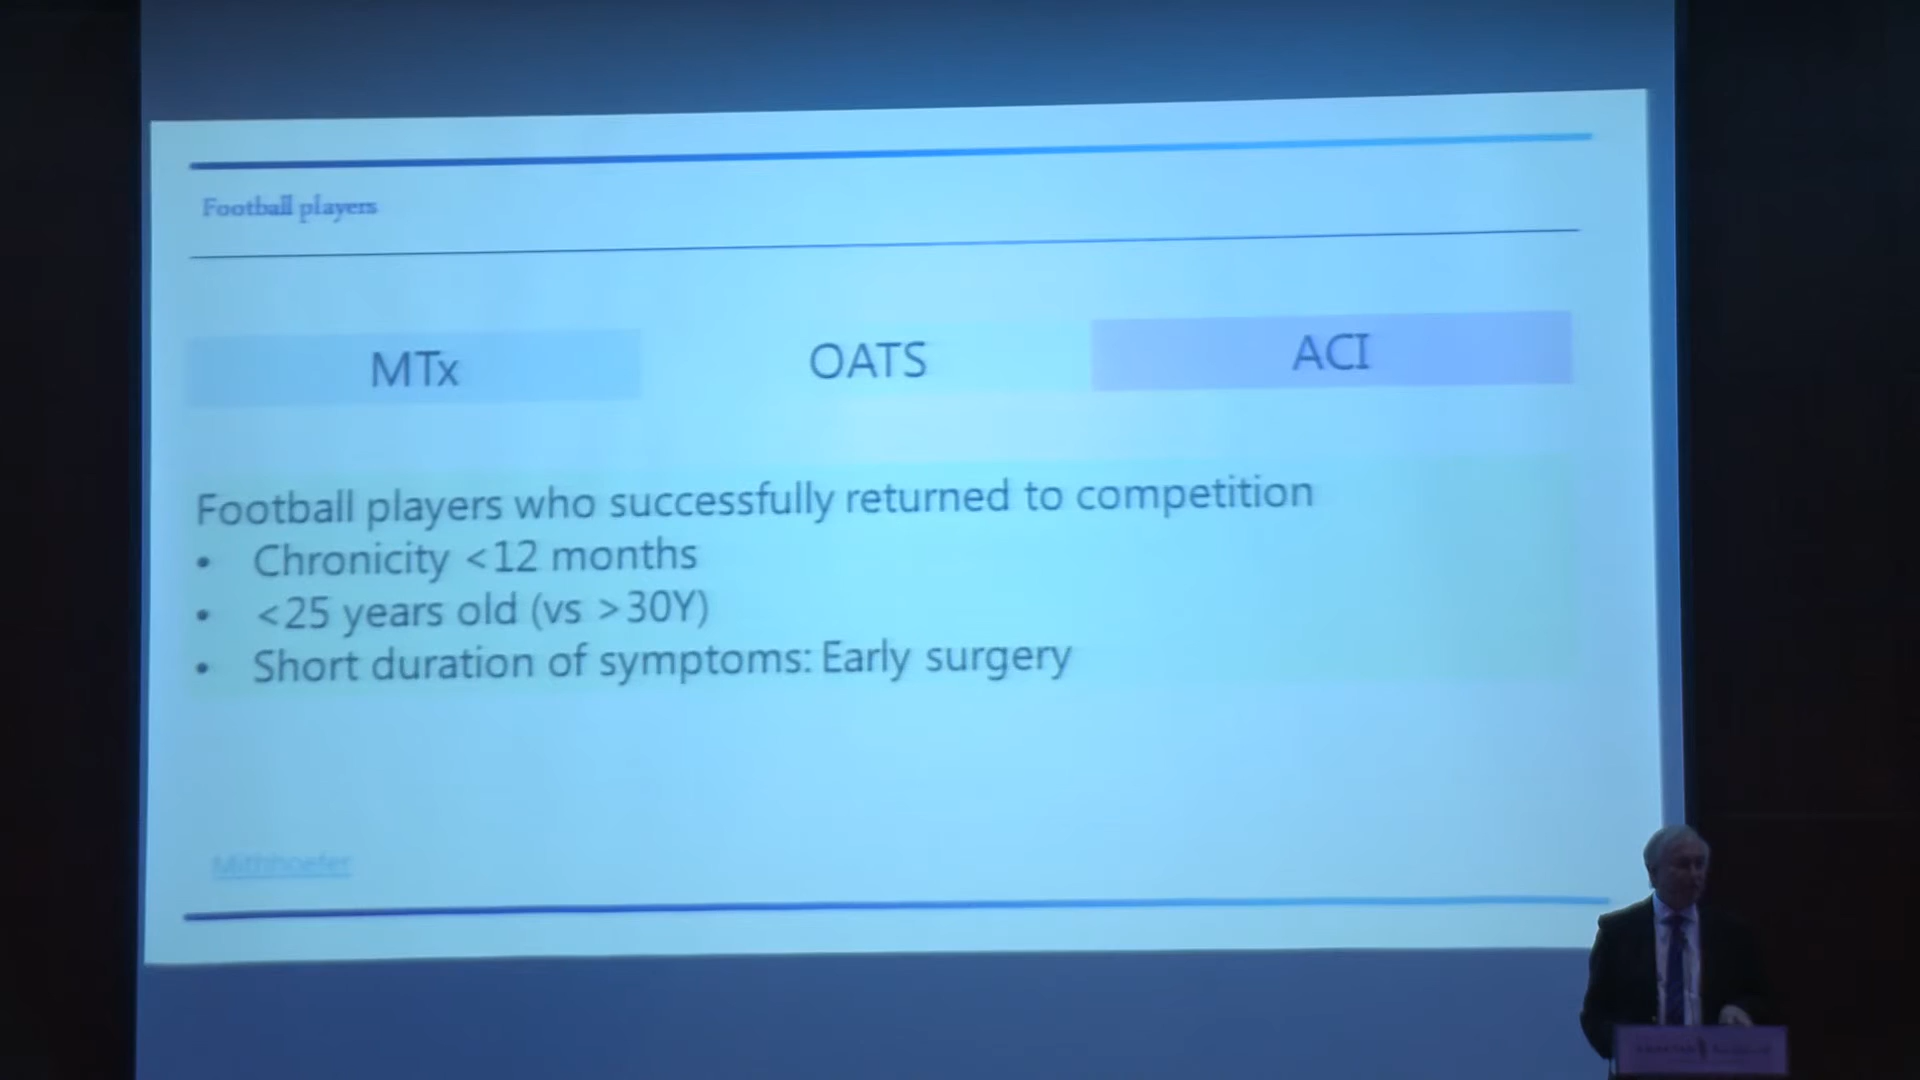 Football players
MTx OATS ACI
Football players who successfully returned to competition
• Chronicity <12 months
• <25 years old (vs >30Y)
• Short duration of symptoms: Early surgery
Mithhoefer